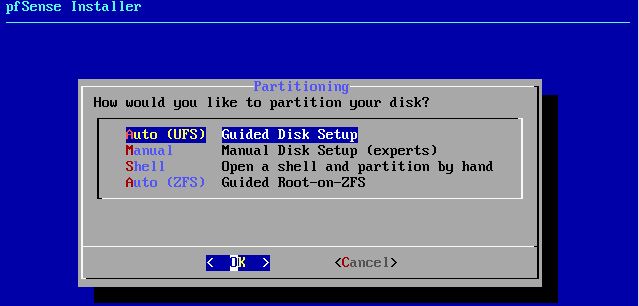 pfSense Installer
Partitioning
How would you like to partition your disk?
Auto (UFS) Guided Disk Setup
Manual Manual Disk Setup (experts)
Shell Open a shell and partition by hand
Auto (ZFS) Guided Root-on-ZFS
< OK > <Cancel>